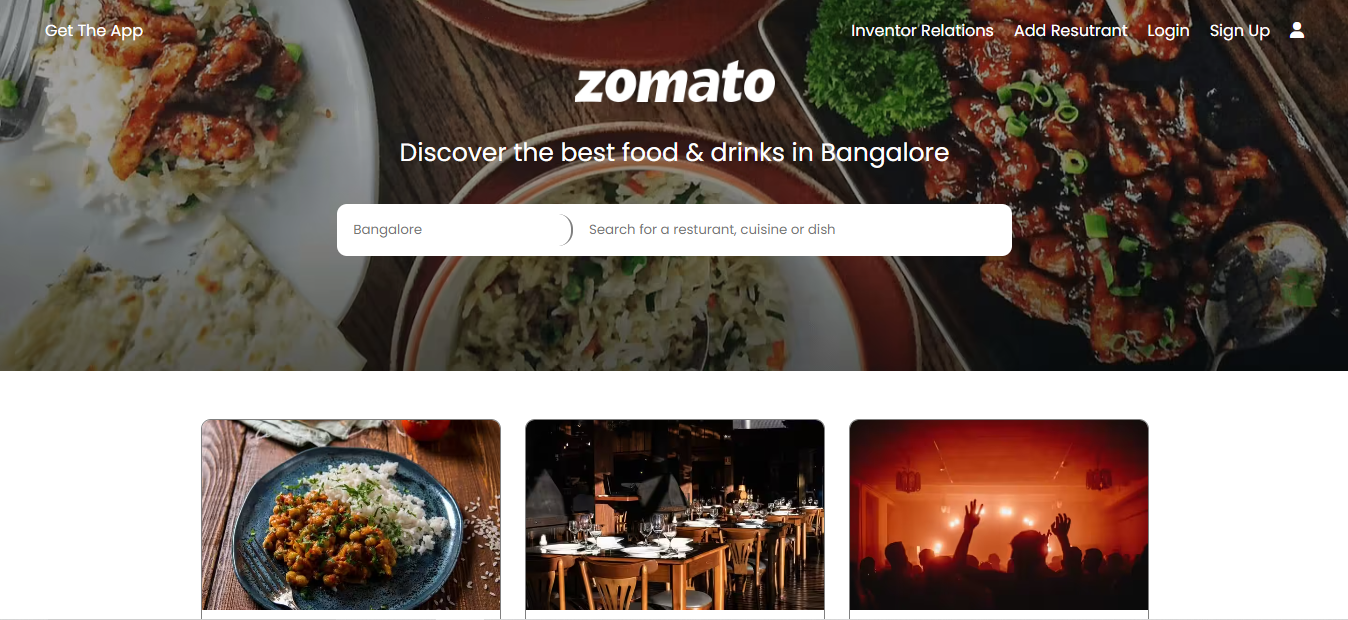 Get The App
Inventor Relations Add Resutrant Login Sign Up
zomato
Discover the best food & drinks in Bangalore
Bangalore
Search for a resturant, cuisine or dish